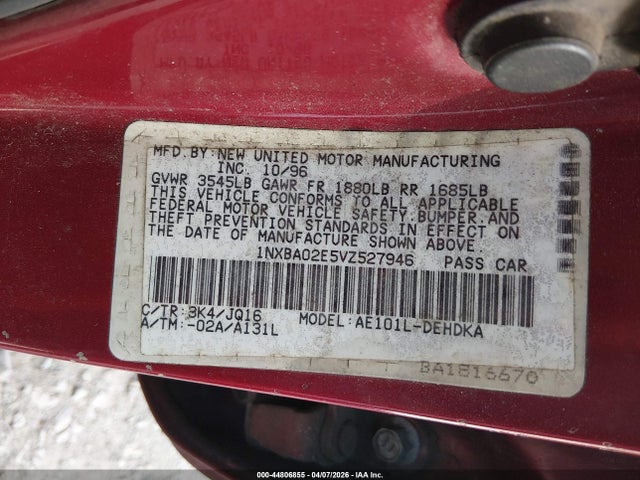 MFD.BY:NEW UNITED MOTOR MANUFACTURING
INC. 10/96
GVWR 3545LB GAWR FR 1880LB RR 1685LB
THIS VEHICLE CONFORMS TO ALL APPLICABLE
FEDERAL MOTOR VEHICLE SAFETY,BUMPER,AND
THEFT PREVENTION STANDARDS IN EFFECT ON
THE DATE OF MANUFACTURE SHOWN ABOVE.
1NXBA02E5VZ527946 PASS CAR
C/TR:3K4/JQ16 MODEL:AE101L-DEHDKA
A/TM:-02A/A131L
BA1816670
000-44806855 - 04/07/2026 - IAA Inc.